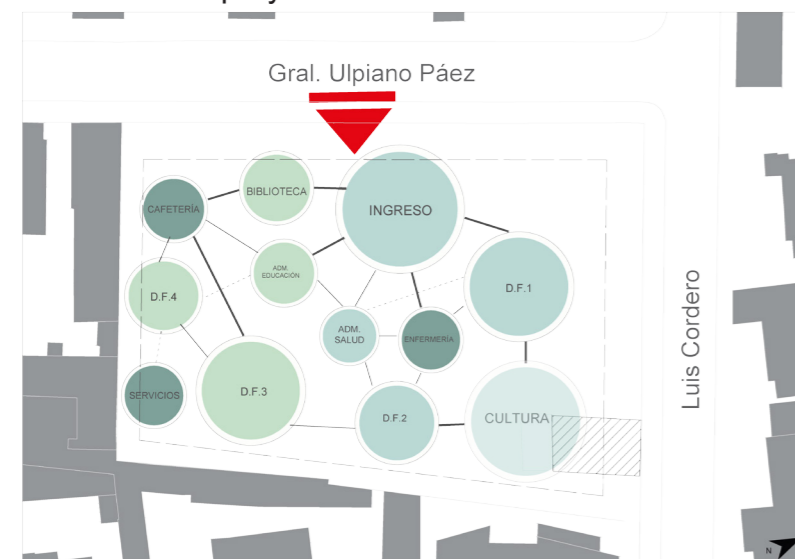 Gral. Ulpiano Páez
BIBLIOTECA
CAFETERÍA
INGRESO
ADM.
EDUCACIÓN
D.F.4
D.F.1
ADM.
SALUD
ENFERMERÍA
Luis Cordero
SERVICIOS
D.F.3
D.F.2
CULTURA
N